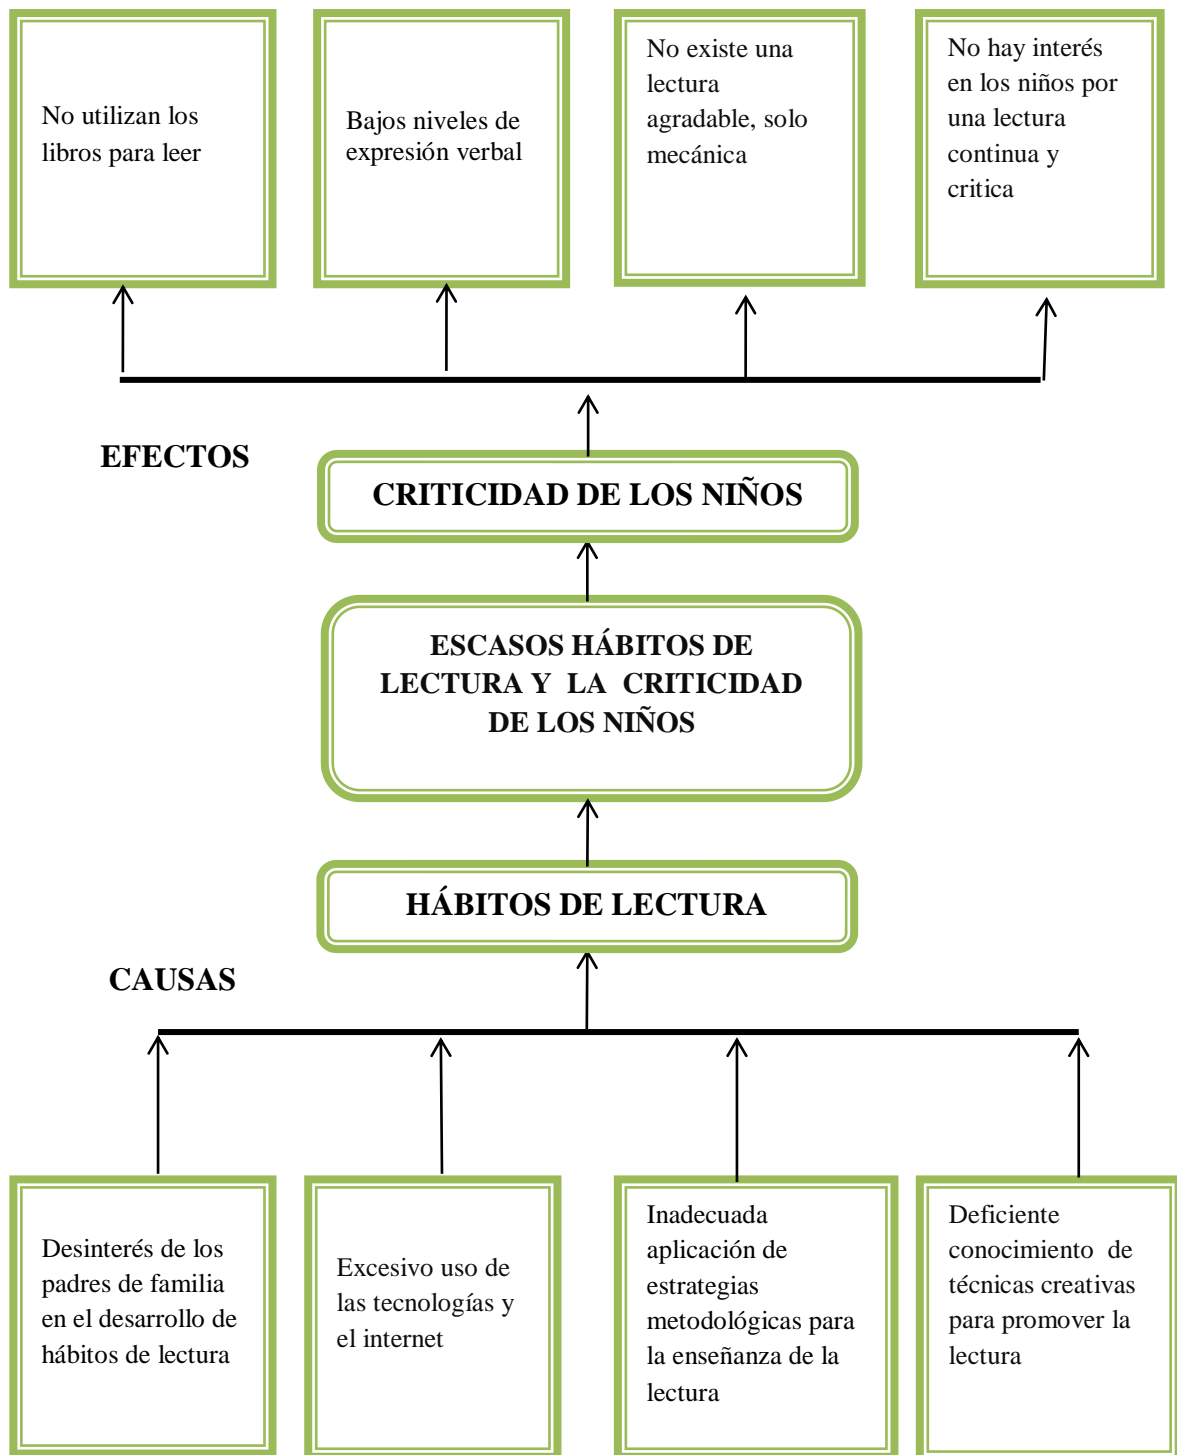 No utilizan los
libros para leer
Bajos niveles de
expresión verbal
No existe una
lectura
agradable, solo
mecánica
No hay interés
en los niños por
una lectura
continua y
critica
EFECTOS
CRITICIDAD DE LOS NIÑOS
ESCASOS HÁBITOS DE
LECTURA Y LA CRITICIDAD
DE LOS NIÑOS
HÁBITOS DE LECTURA
CAUSAS
Desinterés de los
padres de familia
en el desarrollo de
hábitos de lectura
Excesivo uso de
las tecnologías y
el internet
Inadecuada
aplicación de
estrategias
metodológicas para
la enseñanza de la
lectura
Deficiente
conocimiento de
técnicas creativas
para promover la
lectura